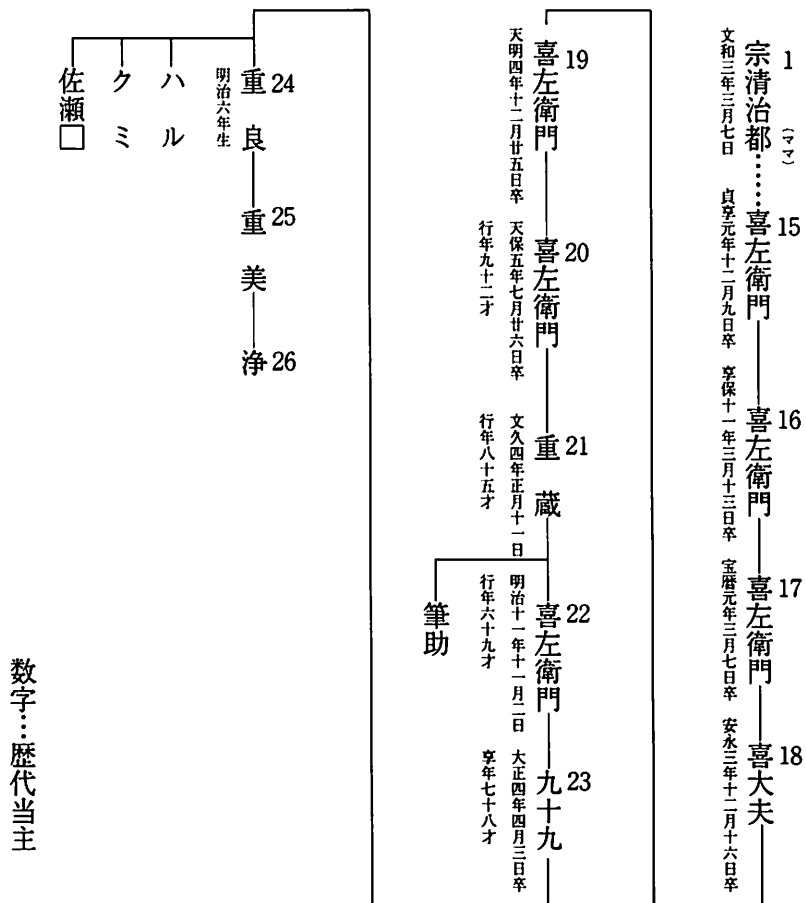 1 宗清治都(ママ)……
文和三年三月七日
15 喜左衛門
貞享元年十二月九日卒
16 喜左衛門
享保十一年三月十三日卒
17 喜左衛門
宝暦元年三月七日卒
18 喜大夫
安永三年十二月十六日卒
19 喜左衛門
天明四年十二月廿五日卒
20 喜左衛門
天保五年七月廿六日卒
行年九十二才
21 重蔵
文久四年正月十一日
行年八十五才
22 喜左衛門
明治十一年十一月二日
行年六十九才
筆助
23 九十九
大正四年四月三日卒
享年七十八才
24 重良
明治六年生
25 重美
26 浄
ハル
クミ
佐瀬□
数字…歴代当主